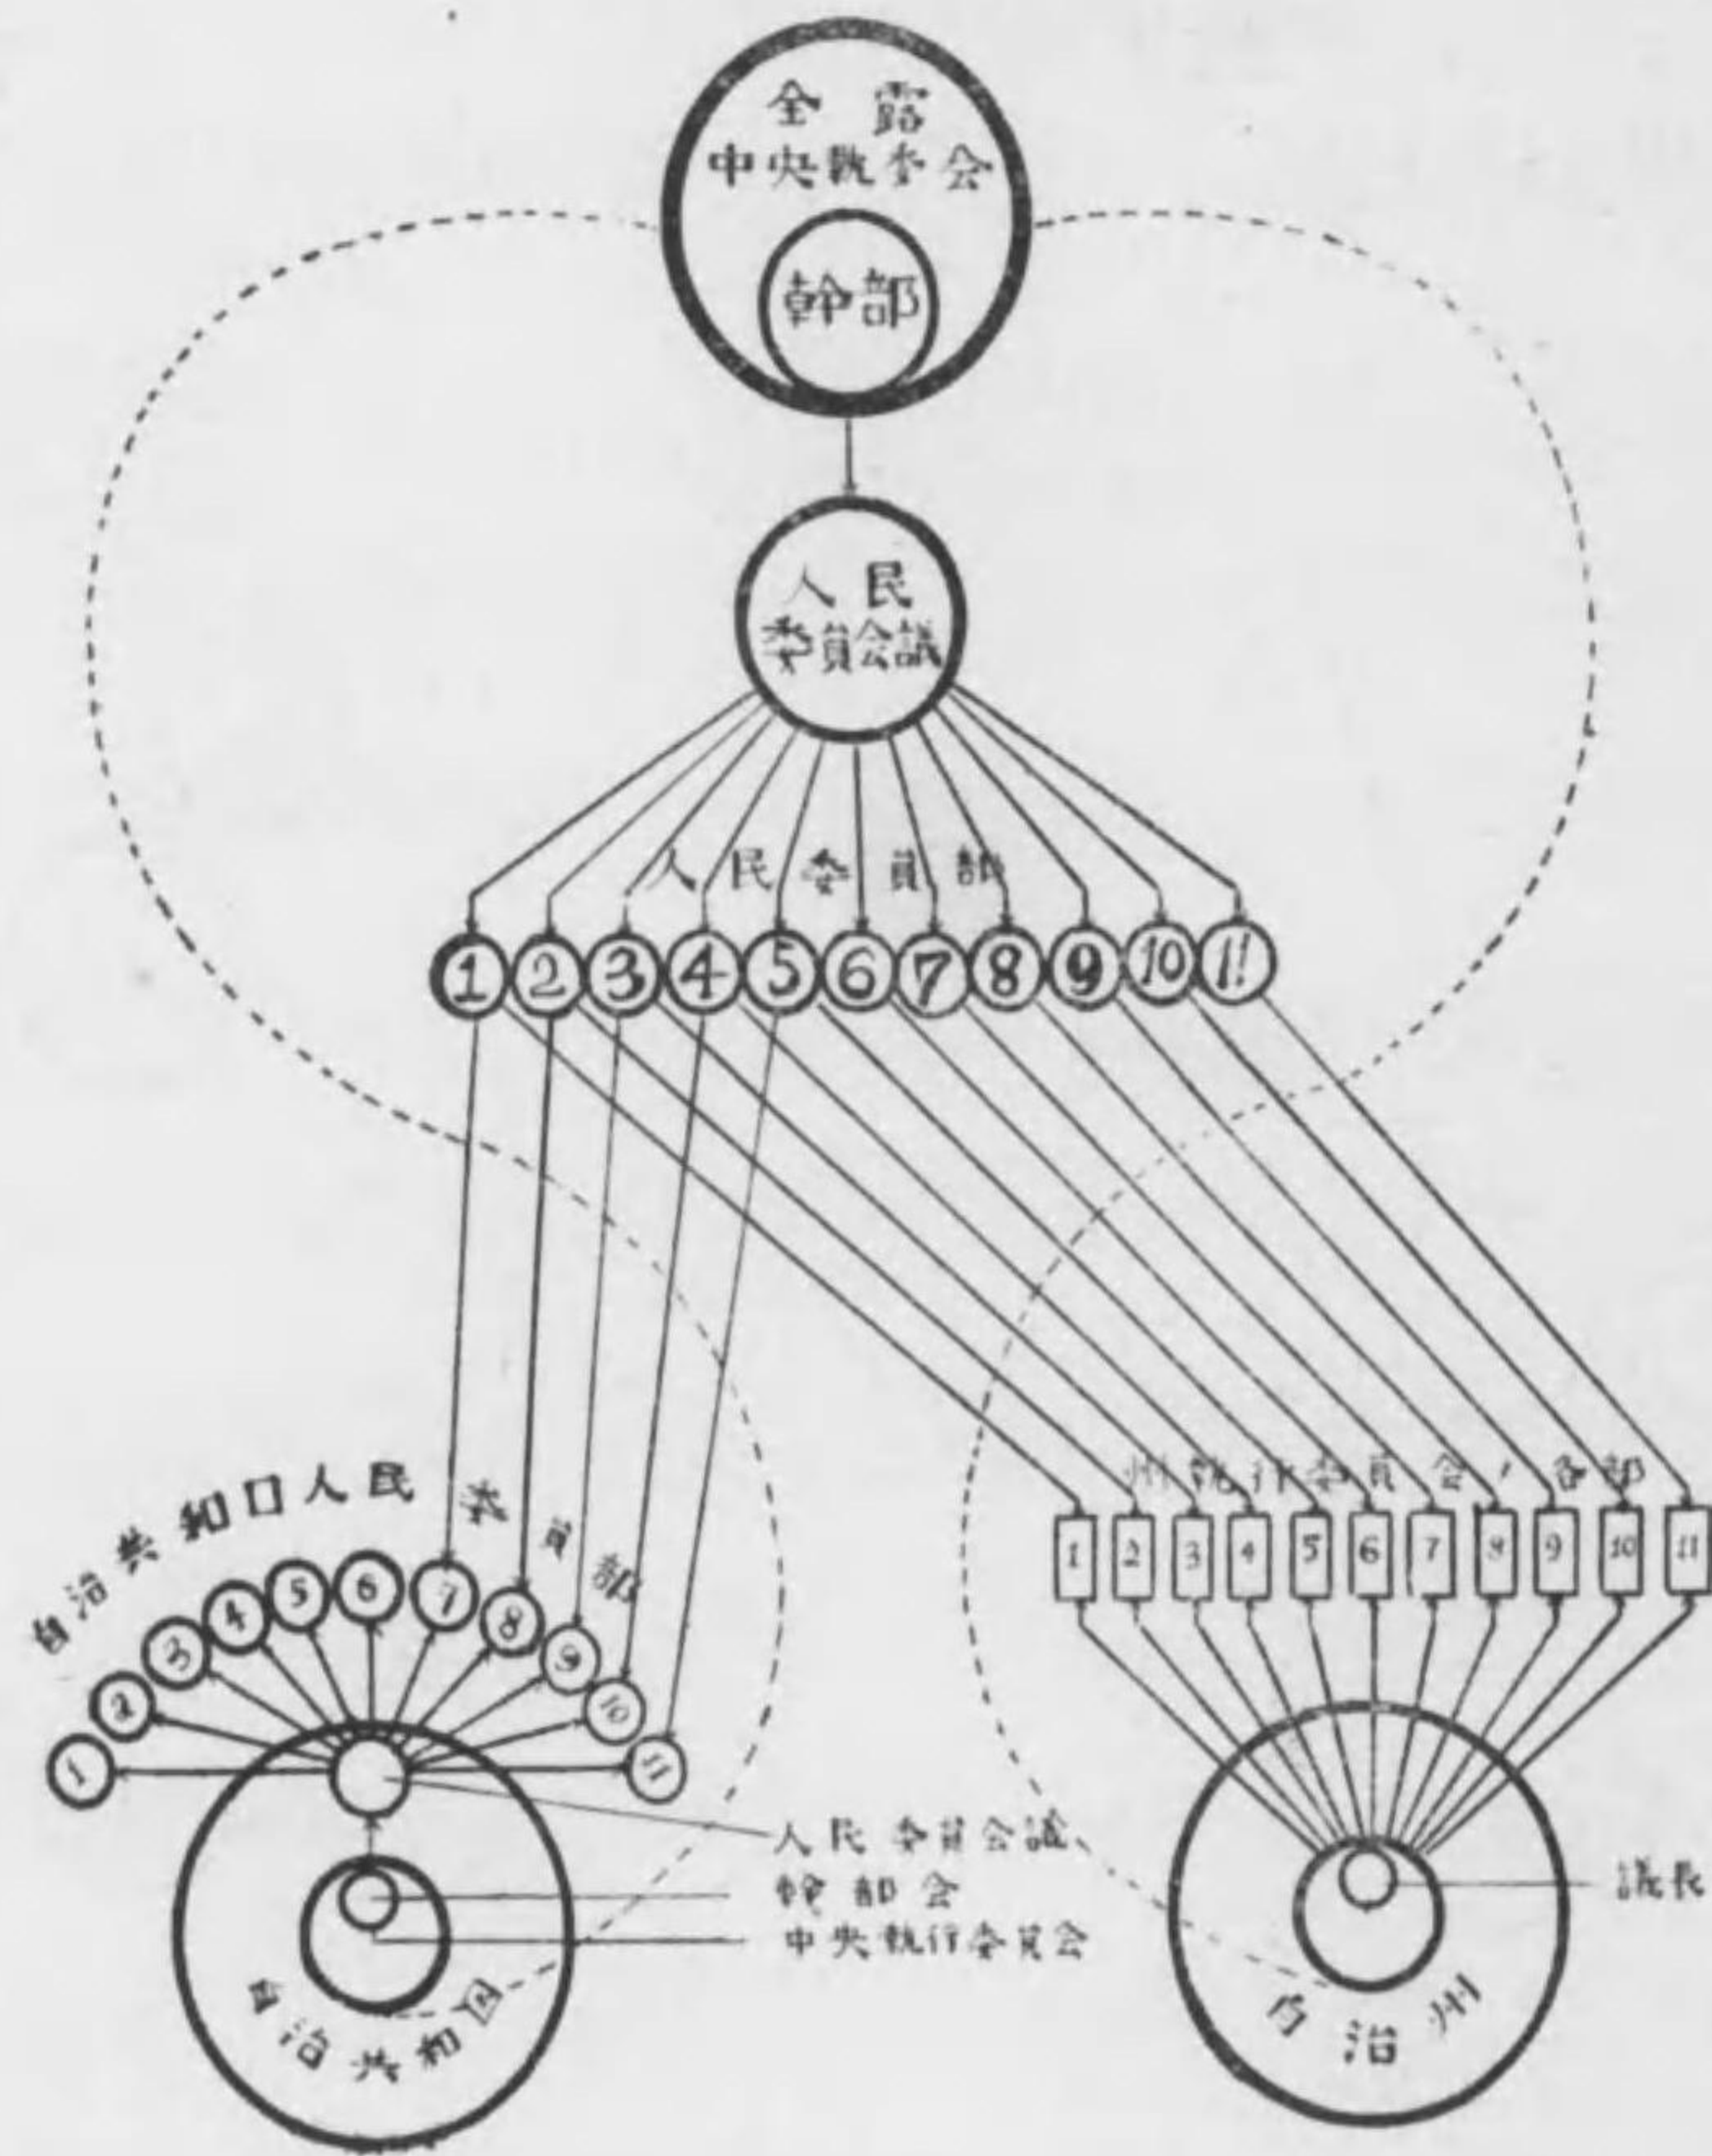 全露
中央執委会
幹部
人民
委員会議
人民委員部
1 2 3 4 5 6 7 8 9 10 11
自治共和口人民委員部
1 2 3 4 5 6 7 8 9 10 11
人民委員会議
幹部会
中央執行委員会
自治共和囗
州執行委員会ノ各部
1 2 3 4 5 6 7 8 9 10 11
議長
自治州